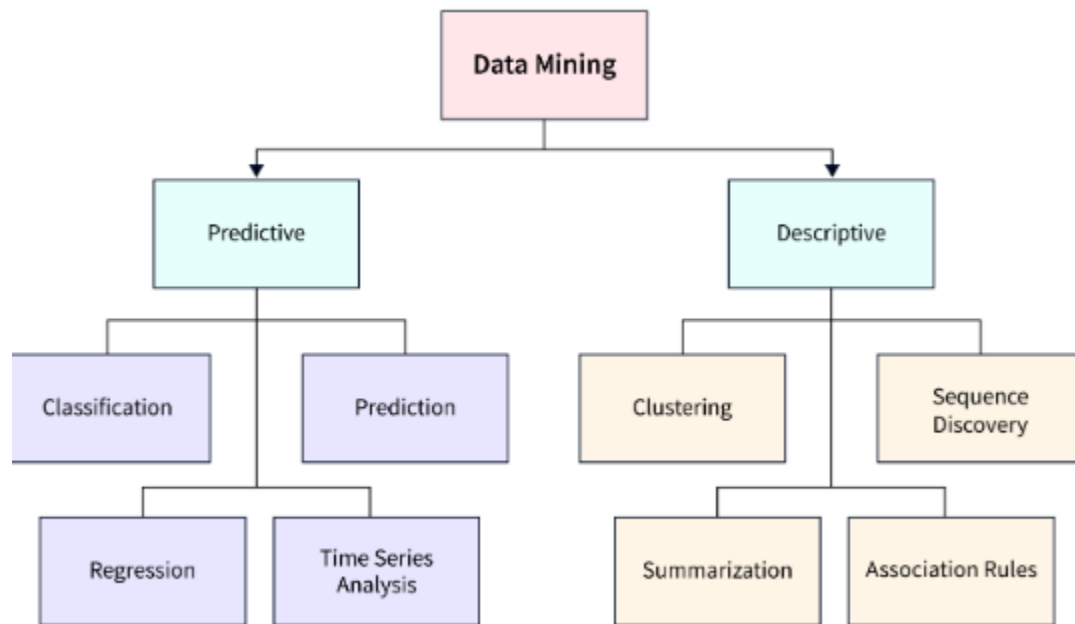 Data Mining
Predictive
Descriptive
Classification
Prediction
Clustering
Sequence
Discovery
Regression
Time Series
Analysis
Summarization
Association Rules